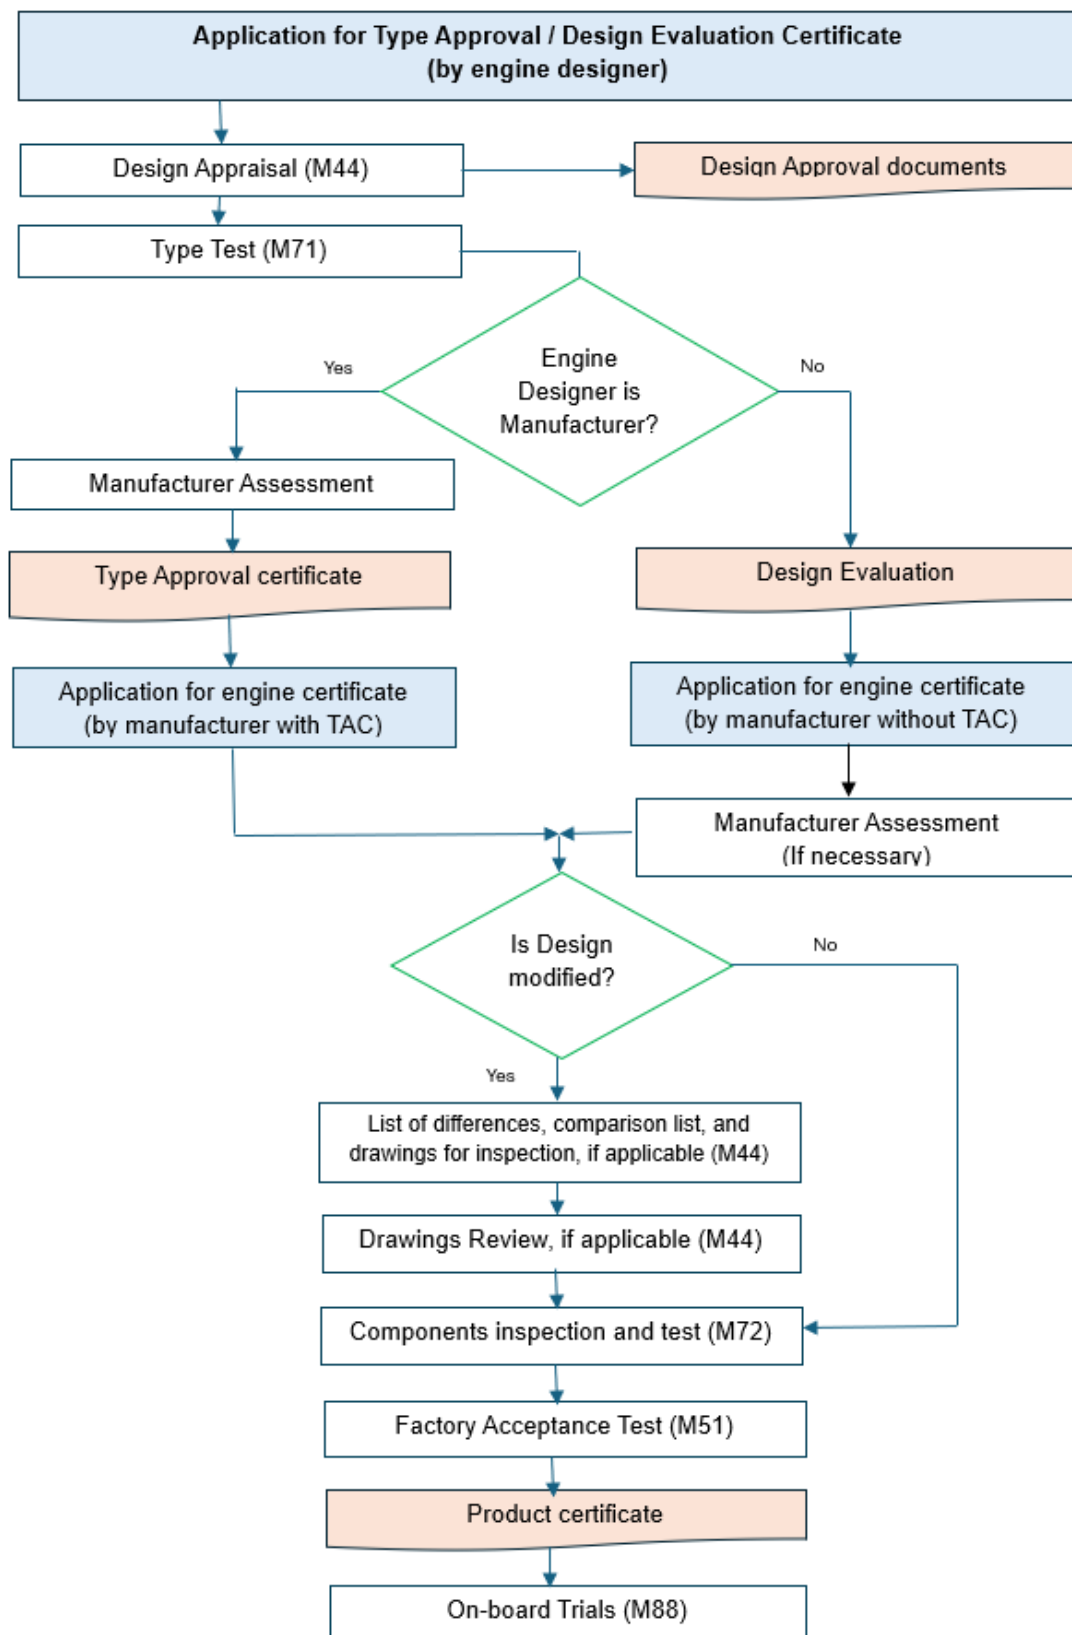 Application for Type Approval / Design Evaluation Certificate
(by engine designer)
Design Appraisal (M44)
Design Approval documents
Type Test (M71)
Yes
Engine
Designer is
Manufacturer?
No
Manufacturer Assessment
Type Approval certificate
Design Evaluation
Application for engine certificate
(by manufacturer with TAC)
Application for engine certificate
(by manufacturer without TAC)
Manufacturer Assessment
(If necessary)
Is Design
modified?
No
Yes
List of differences, comparison list, and
drawings for inspection, if applicable (M44)
Drawings Review, if applicable (M44)
Components inspection and test (M72)
Factory Acceptance Test (M51)
Product certificate
On-board Trials (M88)